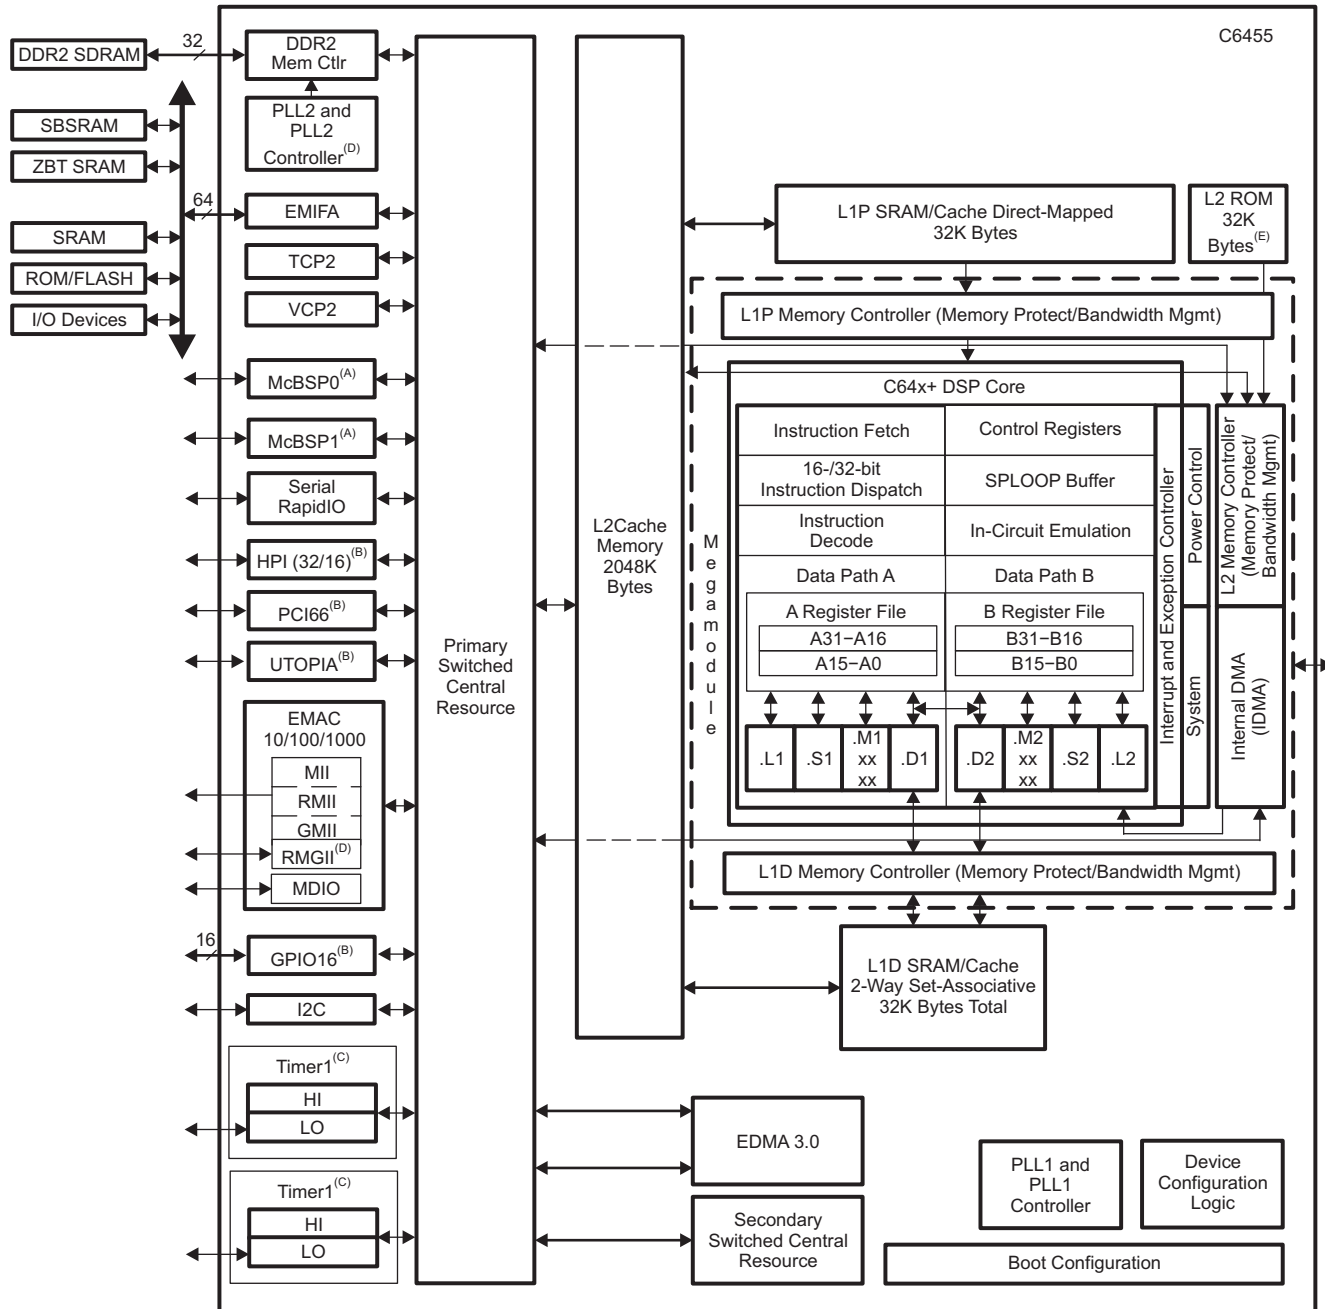 C6455
DDR2 SDRAM
32
DDR2
Mem Ctlr
PLL2 and
PLL2
Controller(D)
SBSRAM
ZBT SRAM
64
EMIFA
SRAM
TCP2
ROM/FLASH
VCP2
I/O Devices
McBSP0(A)
McBSP1(A)
Serial
RapidIO
HPI (32/16)(B)
PCI66(B)
UTOPIA(B)
EMAC
10/100/1000
MII
RMII
GMII
RMGII(D)
MDIO
16
GPIO16(B)
I2C
Timer1(C)
HI
LO
Timer1(C)
HI
LO
Primary
Switched
Central
Resource
L2Cache
Memory
2048K
Bytes
L1P SRAM/Cache Direct-Mapped
32K Bytes
L2 ROM
32K
Bytes(E)
L1P Memory Controller (Memory Protect/Bandwidth Mgmt)
Megamodule
C64x+ DSP Core
Instruction Fetch
Control Registers
16-/32-bit
Instruction Dispatch
SPLOOP Buffer
Instruction
Decode
In-Circuit Emulation
Data Path A
Data Path B
A Register File
B Register File
A31−A16
B31−B16
A15−A0
B15−B0
.L1
.S1
.M1
xx
xx
.D1
.D2
.M2
xx
xx
.S2
.L2
Interrupt and Exception Controller
Power Control
System
L2 Memory Controller
(Memory Protect/
Bandwidth Mgmt)
Internal DMA
(IDMA)
L1D Memory Controller (Memory Protect/Bandwidth Mgmt)
L1D SRAM/Cache
2-Way Set-Associative
32K Bytes Total
EDMA 3.0
Secondary
Switched Central
Resource
PLL1 and
PLL1
Controller
Device
Configuration
Logic
Boot Configuration